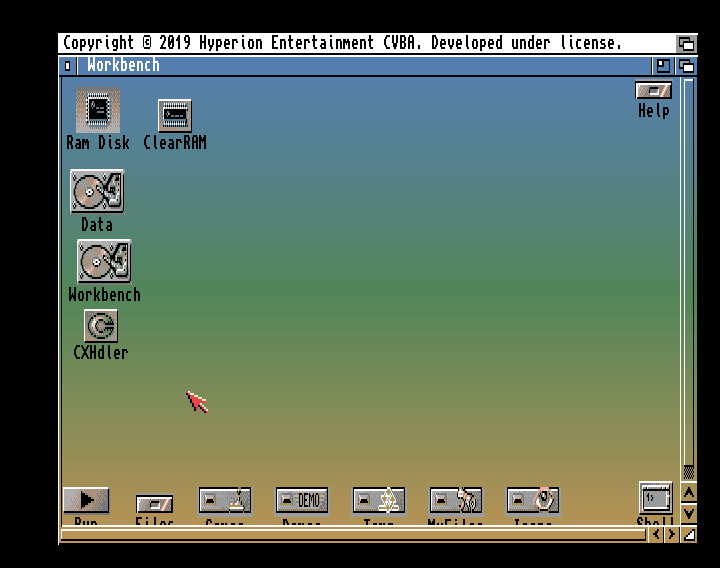 Copyright © 2019 Hyperion Entertainment CVBA. Developed under license.
Workbench
Help
Ram Disk ClearRAM
Data
Workbench
CXHdler
DEMO
Run Files Games Demos MyFiles Icons Shell